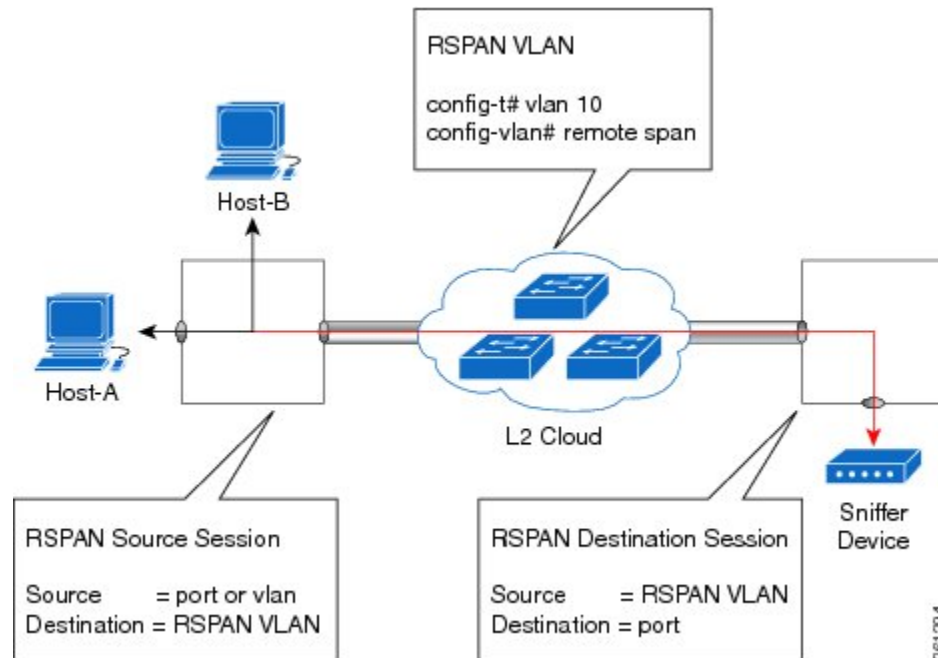 RSPAN VLAN
config-t# vlan 10
config-vlan# remote span
Host-B
Host-A
L2 Cloud
Sniffer
Device
RSPAN Source Session
Source = port or vlan
Destination = RSPAN VLAN
RSPAN Destination Session
Source = RSPAN VLAN
Destination = port